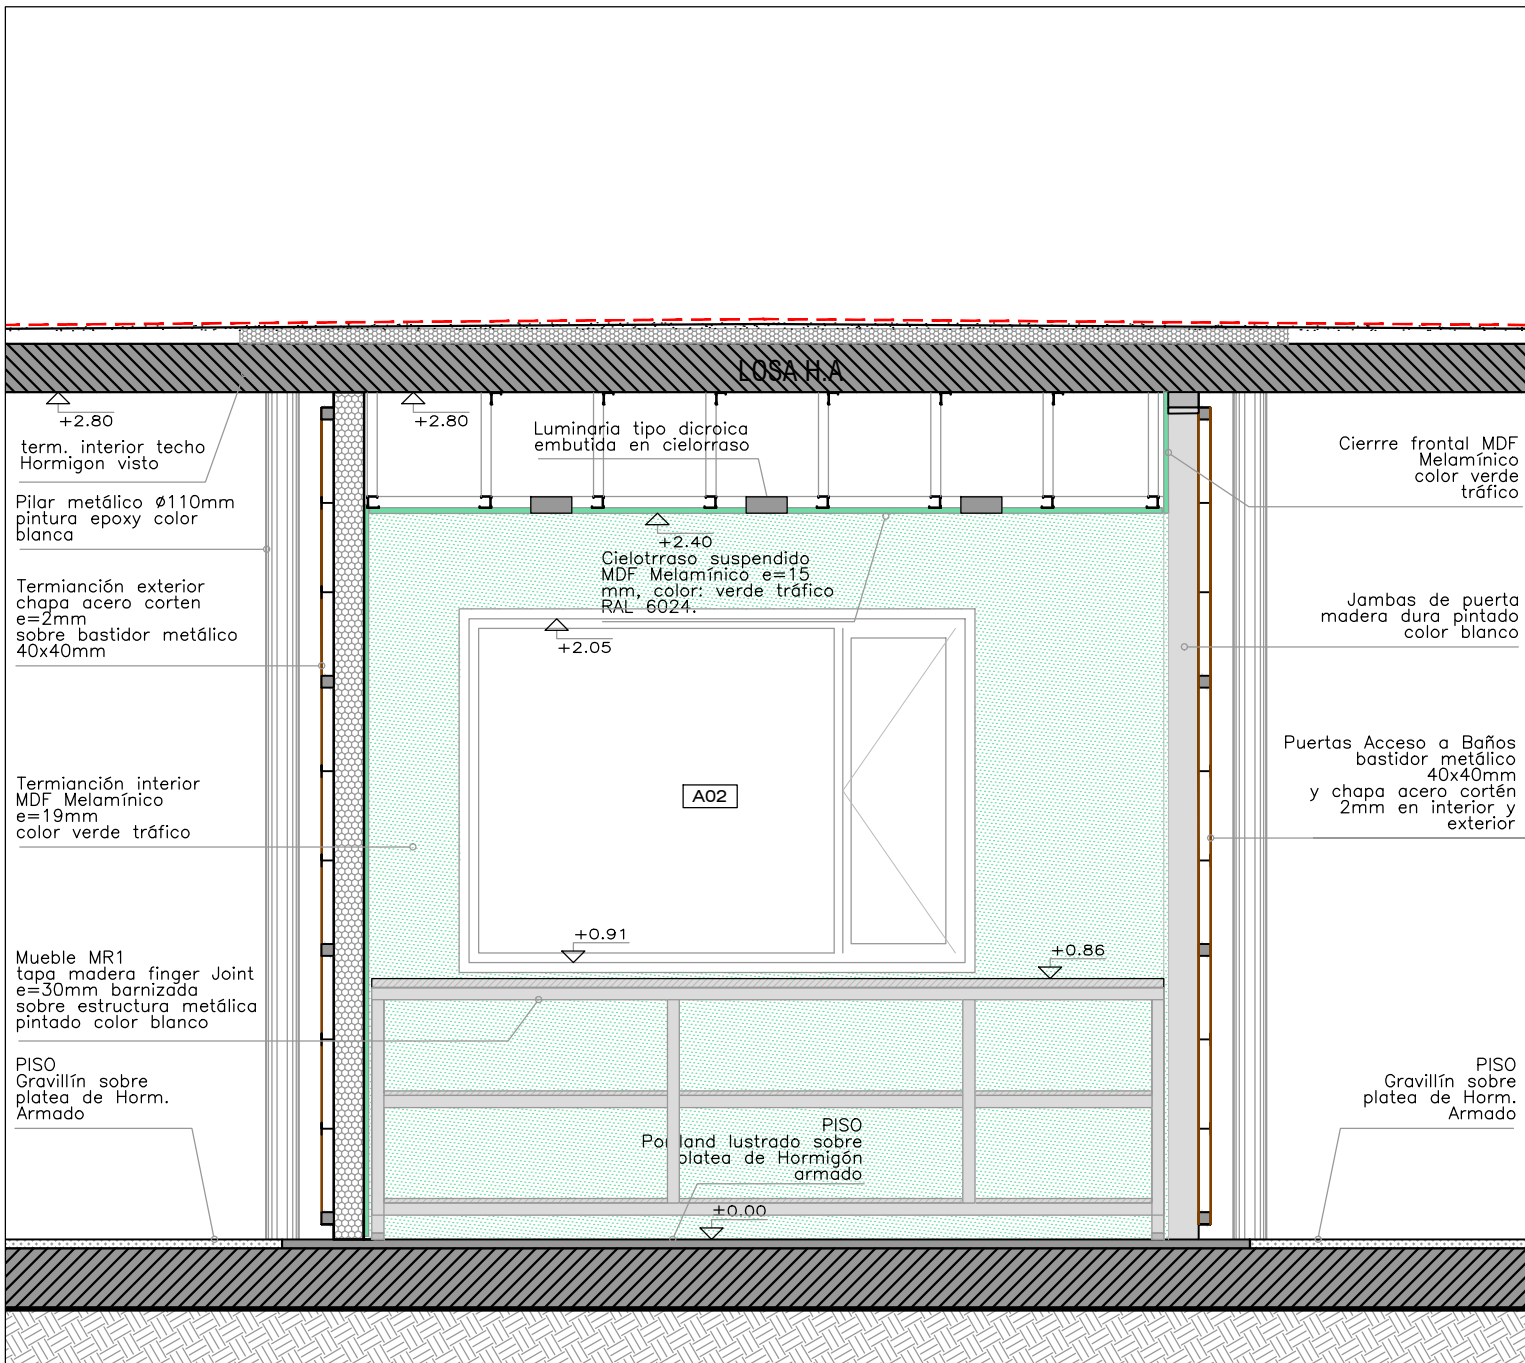 LOSA H.A
+2.80
+2.80
term. interior techo
Hormigon visto
Luminaria tipo dicroica
embutida en cielorraso
Cierrre frontal MDF
Melamínico
color verde
tráfico
Pilar metálico ø110mm
pintura epoxy color
blanca
+2.40
Cielotrraso suspendido
MDF Melamínico e=15
mm, color: verde tráfico
RAL 6024.
Termianción exterior
chapa acero corten
e=2mm
sobre bastidor metálico
40x40mm
Jambas de puerta
madera dura pintado
color blanco
+2.05
Puertas Acceso a Baños
bastidor metálico
40x40mm
y chapa acero cortén
2mm en interior y
exterior
A02
Termianción interior
MDF Melamínico
e=19mm
color verde tráfico
+0.91
+0.86
Mueble MR1
tapa madera finger Joint
e=30mm barnizada
sobre estructura metálica
pintado color blanco
PISO
Gravillín sobre
platea de Horm.
Armado
PISO
Portland lustrado sobre
platea de Hormigón
armado
+0.00
PISO
Gravillín sobre
platea de Horm.
Armado